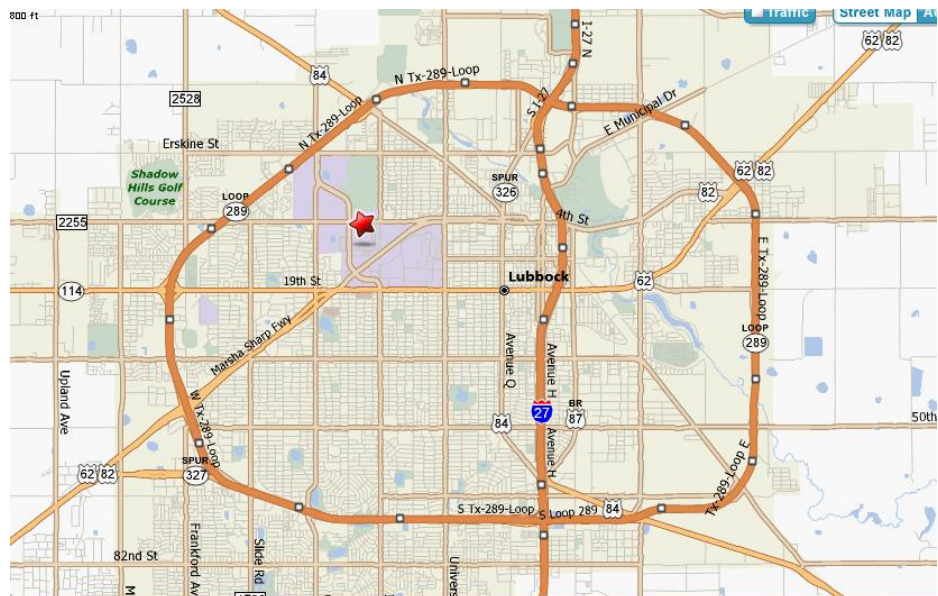 800 ft
Traffic
Street Map
62 82
I-27 N
84
N Tx-289-Loop
2528
S I-27
N Tx-289-Loop
E Municipal Dr
Erskine St
Shadow
Hills Golf
Course
SPUR
326
62 82
82
LOOP
289
2255
4th St
E Tx-289-Loop
19th St
Lubbock
62
114
Marsha Sharp Fwy
LOOP
289
Upland Ave
Avenue Q
Avenue H
W Tx-289-Loop
27
BR
87
84
50th
Avenue H
Tx-289-Loop E
SPUR
327
62 82
S Tx-289-Loop
S Loop 289
84
82nd St
Frankford Av
Slide Rd
Univers
M